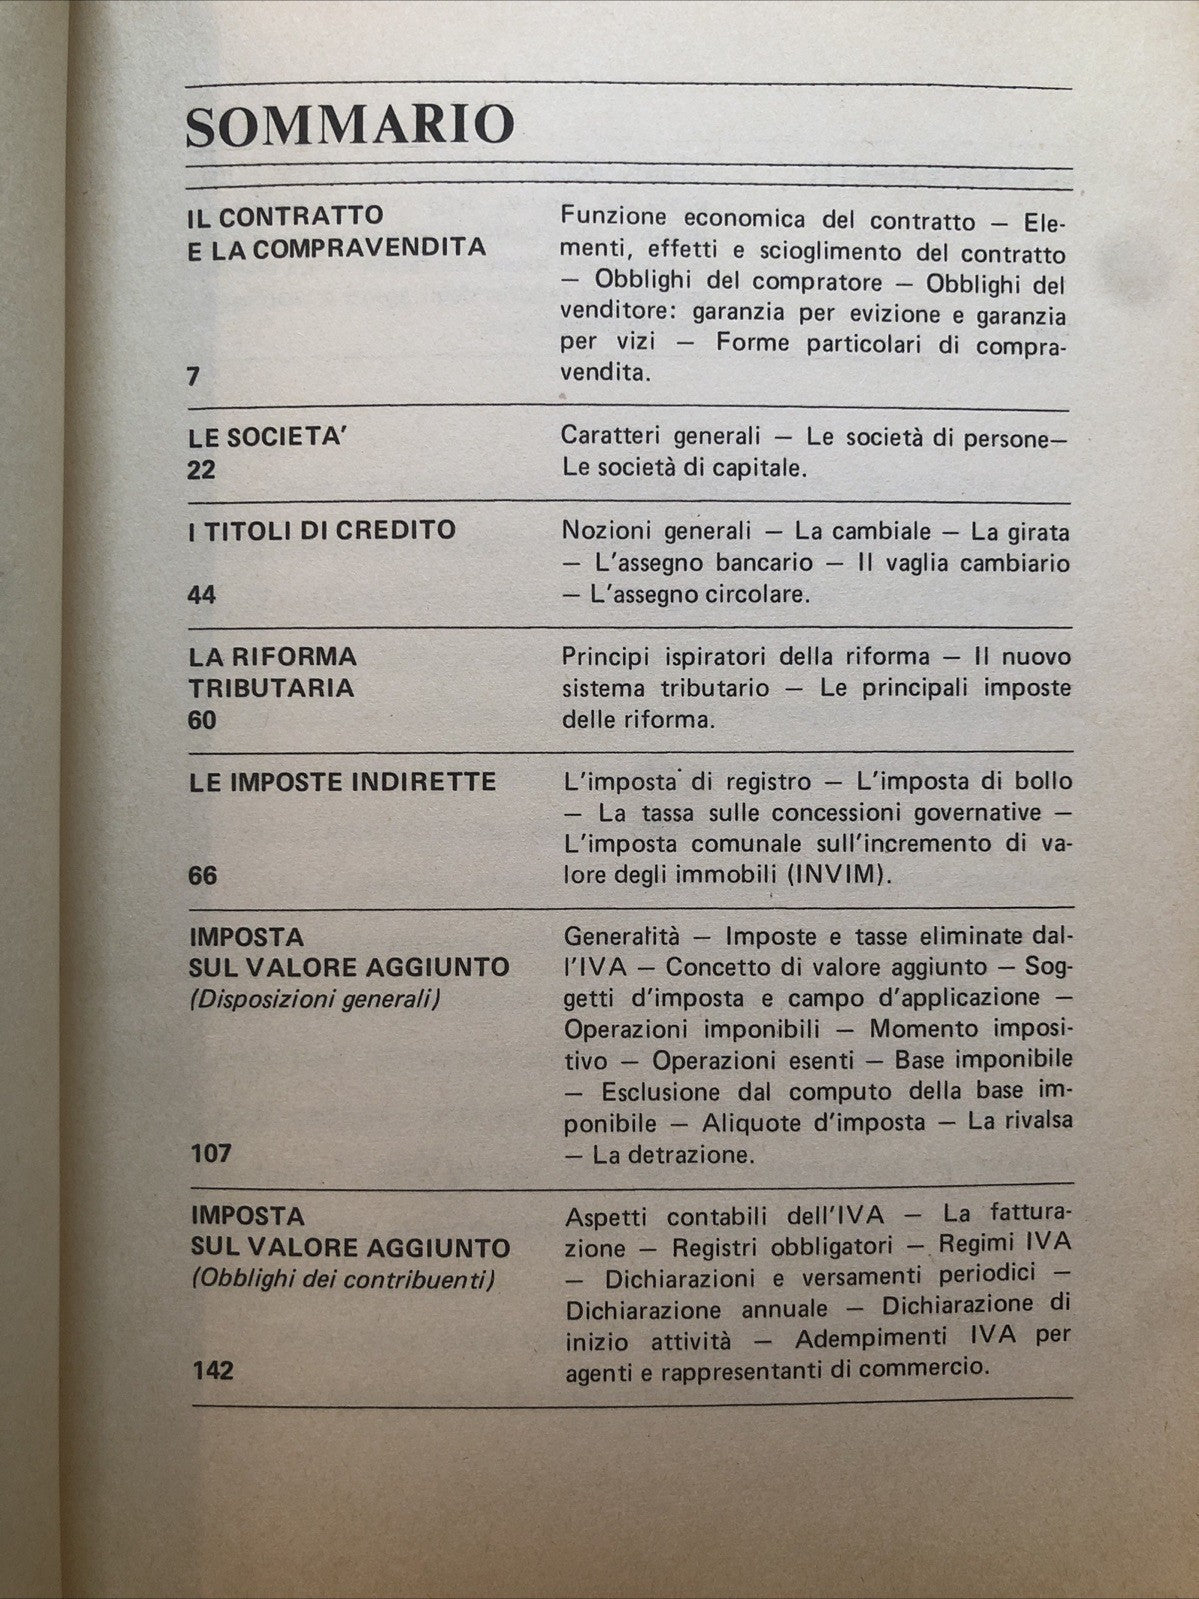 SOMMARIO
IL CONTRATTO
E LA COMPRAVENDITA
7
Funzione economica del contratto — Ele-
menti, effetti e scioglimento del contratto
— Obblighi del compratore — Obblighi del
venditore: garanzia per evizione e garanzia
per vizi — Forme particolari di compra-
vendita.
LE SOCIETA'
22
Caratteri generali — Le società di persone—
Le società di capitale.
I TITOLI DI CREDITO
44
Nozioni generali — La cambiale — La girata
— L'assegno bancario — Il vaglia cambiario
— L'assegno circolare.
LA RIFORMA
TRIBUTARIA
60
Principi ispiratori della riforma — Il nuovo
sistema tributario — Le principali imposte
delle riforma.
LE IMPOSTE INDIRETTE
66
L'imposta di registro — L'imposta di bollo
— La tassa sulle concessioni governative —
L'imposta comunale sull'incremento di va-
lore degli immobili (INVIM).
IMPOSTA
SUL VALORE AGGIUNTO
(Disposizioni generali)
107
Generalità — Imposte e tasse eliminate dal-
l'IVA — Concetto di valore aggiunto — Sog-
getti d'imposta e campo d'applicazione —
Operazioni imponibili — Momento imposi-
tivo — Operazioni esenti — Base imponibile
— Esclusione dal computo della base im-
ponibile — Aliquote d'imposta — La rivalsa
— La detrazione.
IMPOSTA
SUL VALORE AGGIUNTO
(Obblighi dei contribuenti)
142
Aspetti contabili dell'IVA — La fattura-
zione — Registri obbligatori — Regimi IVA
— Dichiarazioni e versamenti periodici —
Dichiarazione annuale — Dichiarazione di
inizio attività — Adempimenti IVA per
agenti e rappresentanti di commercio.